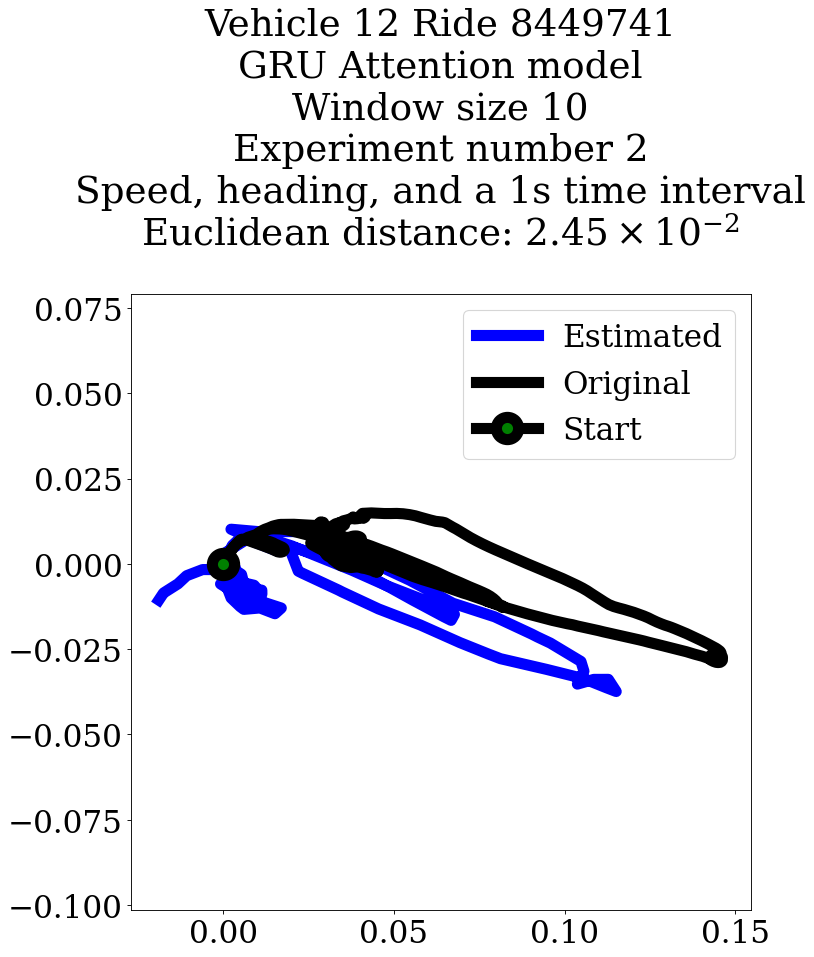 Vehicle 12 Ride 8449741
GRU Attention model
Window size 10
Experiment number 2
Speed, heading, and a 1s time interval
Euclidean distance: 2.45 × 10⁻²
0.075
0.050
0.025
0.000
−0.025
−0.050
−0.075
−0.100
Estimated
Original
Start
0.00 0.05 0.10 0.15